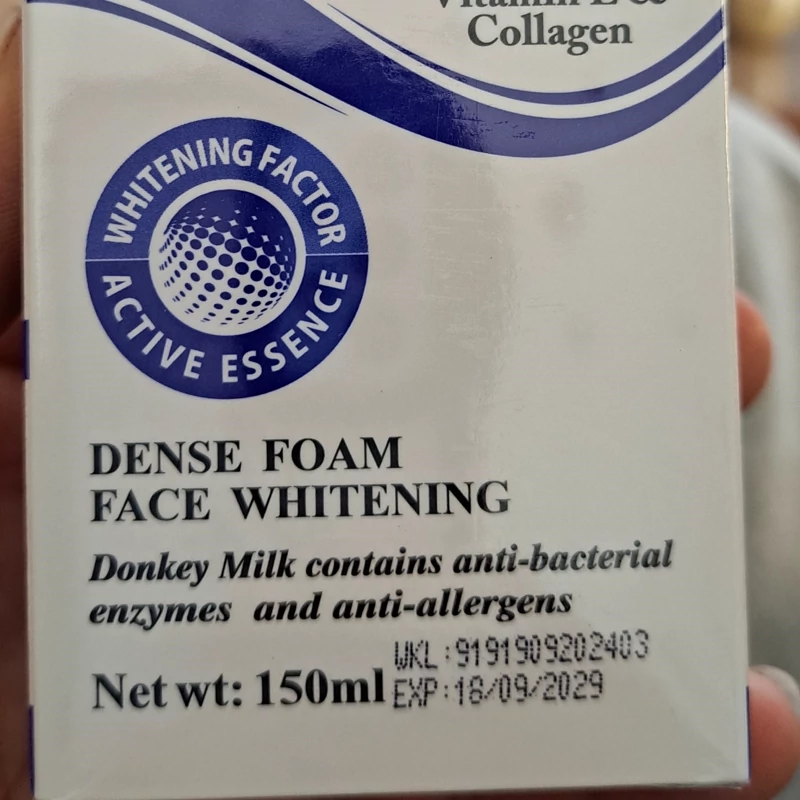 Vitamin E &
Collagen
WHITENING FACTOR
ACTIVE ESSENCE
DENSE FOAM
FACE WHITENING
Donkey Milk contains anti-bacterial
enzymes and anti-allergens
Net wt: 150ml
WKL:9191909202403
EXP:18/09/2029